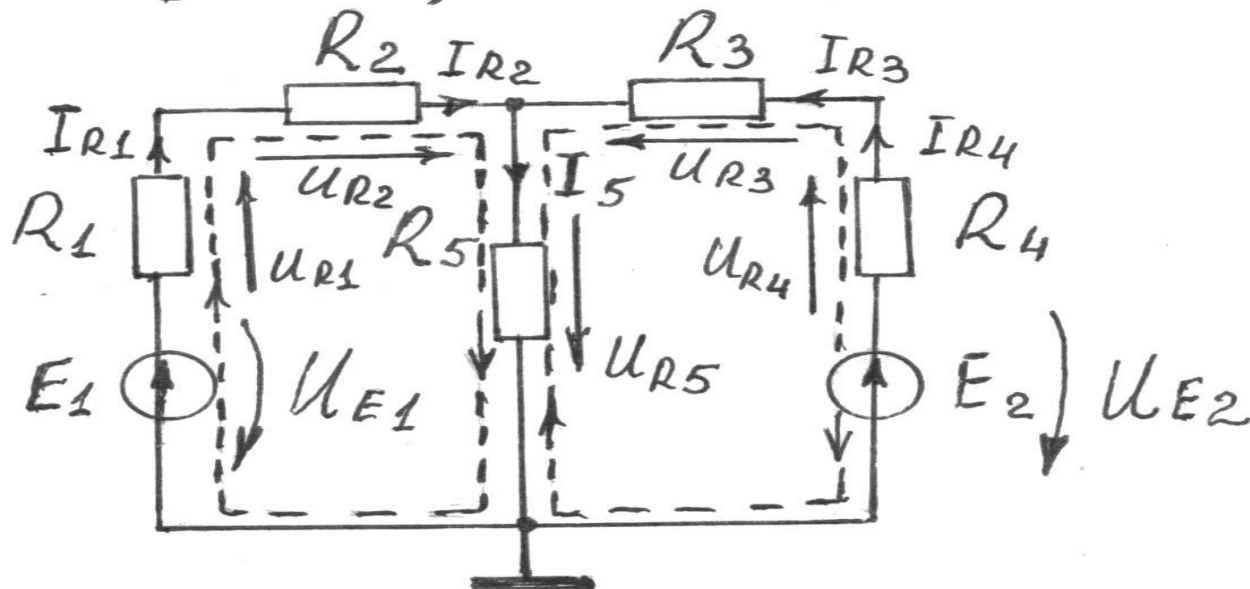 R2 IR2 R3 IR3
IR1 IR4
UR2 I5 UR3
R1 UR1 R5 UR4 R4
E1 UE1 UR5 E2 UE2